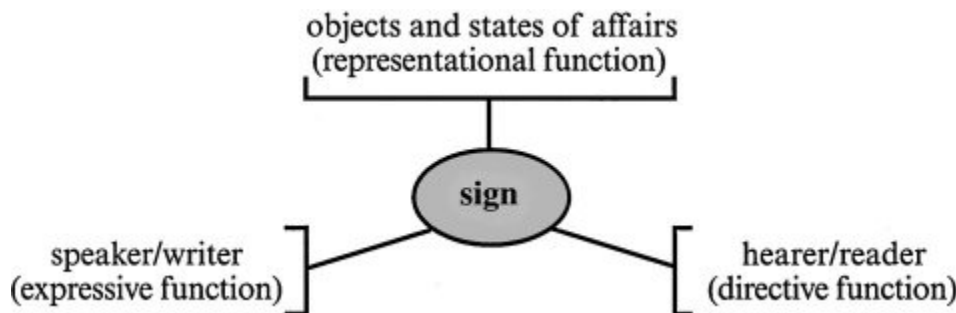 objects and states of affairs
(representational function)
sign
speaker/writer
(expressive function)
hearer/reader
(directive function)